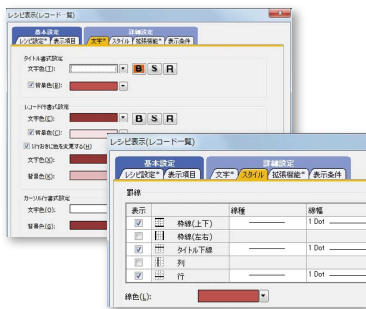 レシピ表示(レコード一覧)
基本設定
詳細設定
レシピ設定* 表示項目 文字* スタイル 拡張機能* 表示条件
タイトル書式設定
文字色(T): B S R
背景色(B):
レコード行書式設定
文字色(C): B S R
背景色(C):
1行おきに色を変更する(H)
文字色(X):
背景色(K):
カーソル行書式設定
文字色(O):
背景色(G):
レシピ表示(レコード一覧)
基本設定
詳細設定
レシピ設定* 表示項目 文字* スタイル 拡張機能* 表示条件
罫線
表示 線種 線幅
枠線(上下) 1 Dot
枠線(左右)
タイトル下線 1 Dot
列
行 1 Dot
線色(L):